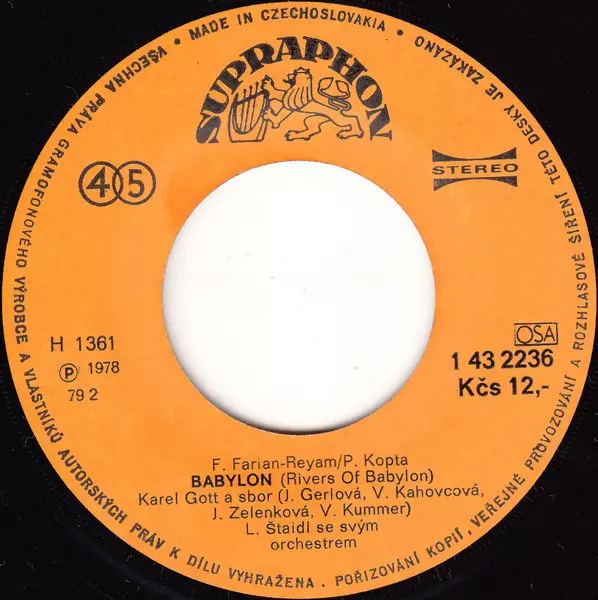 VŠECHNA PRÁVA GRAMOFONOVÉHO VÝROBCE A VLASTNÍKŮ AUTORSKÝCH PRÁV K DÍLU VYHRAŽENA. POŘIZOVÁNÍ KOPIÍ, VEŘEJNÉ PROVOZOVÁNÍ A ROZHLASOVÉ ŠÍŘENÍ TÉTO DESKY JE ZAKÁZÁNO • MADE IN CZECHOSLOVAKIA •
SUPRAPHON
45
STEREO
H 1361
Ⓟ 1978
79 2
OSA
1 43 2236
Kčs 12,-
F. Farian-Reyam/P. Kopta
BABYLON (Rivers Of Babylon)
Karel Gott a sbor (J. Gerlová, V. Kahovcová,
J. Zelenková, V. Kummer)
L. Štaidl se svým
orchestrem